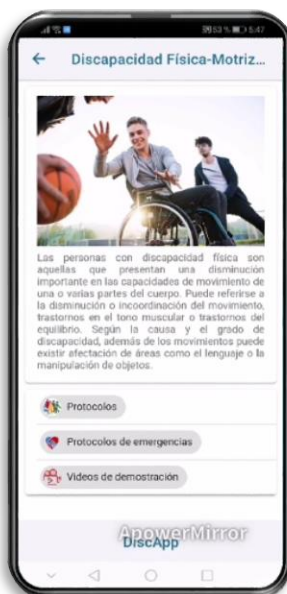 53 % 5:47
Discapacidad Física-Motriz...
Las personas con discapacidad física son
aquellas que presentan una disminución
importante en las capacidades de movimiento de
una o varias partes del cuerpo. Puede referirse a
la disminución o incoordinación del movimiento,
trastornos en el tono muscular o trastornos del
equilibrio. Según la causa y el grado de
discapacidad, además de los movimientos puede
existir afectación de áreas como el lenguaje o la
manipulación de objetos.
Protocolos
Protocolos de emergencias
Videos de demostración
ApowerMirror
DiscApp